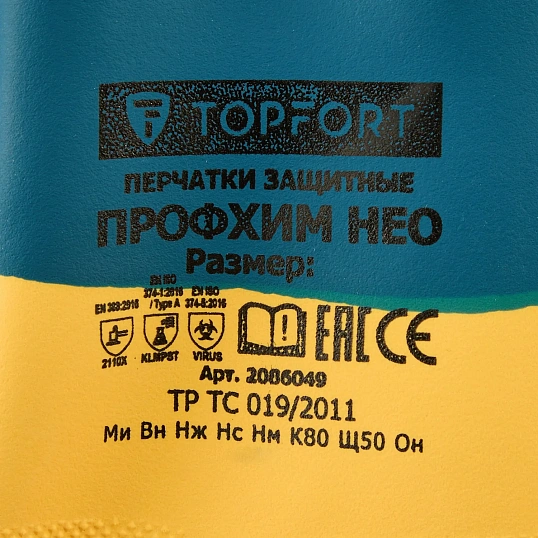 TOPFORT
ПЕРЧАТКИ ЗАЩИТНЫЕ
ПРОФХИМ НЕО
Размер:
EN 388:2016
EN ISO 374-1:2016 / Type A
EN ISO 374-5:2016
2110X
KLMPST
VIRUS
EAC CE
Арт. 2086049
ТР ТС 019/2011
Ми Вн Нж Нс Нм К80 Щ50 Он